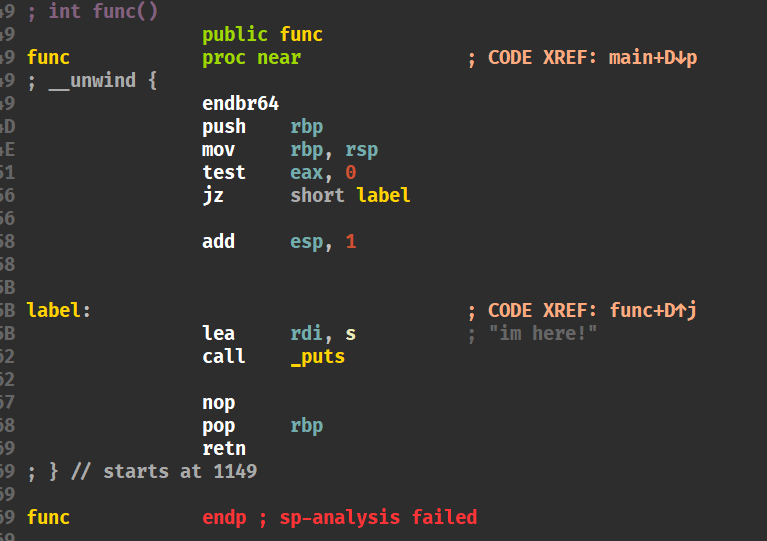 49 ; int func()
49 public func
49 func proc near ; CODE XREF: main+D↓p
49 ; __unwind {
49 endbr64
4D push rbp
4E mov rbp, rsp
51 test eax, 0
56 jz short label
56
58 add esp, 1
58
5B
5B label: ; CODE XREF: func+D↑j
5B lea rdi, s ; "im here!"
62 call _puts
62
67 nop
68 pop rbp
69 retn
69 ; } // starts at 1149
69
69 func endp ; sp-analysis failed
69